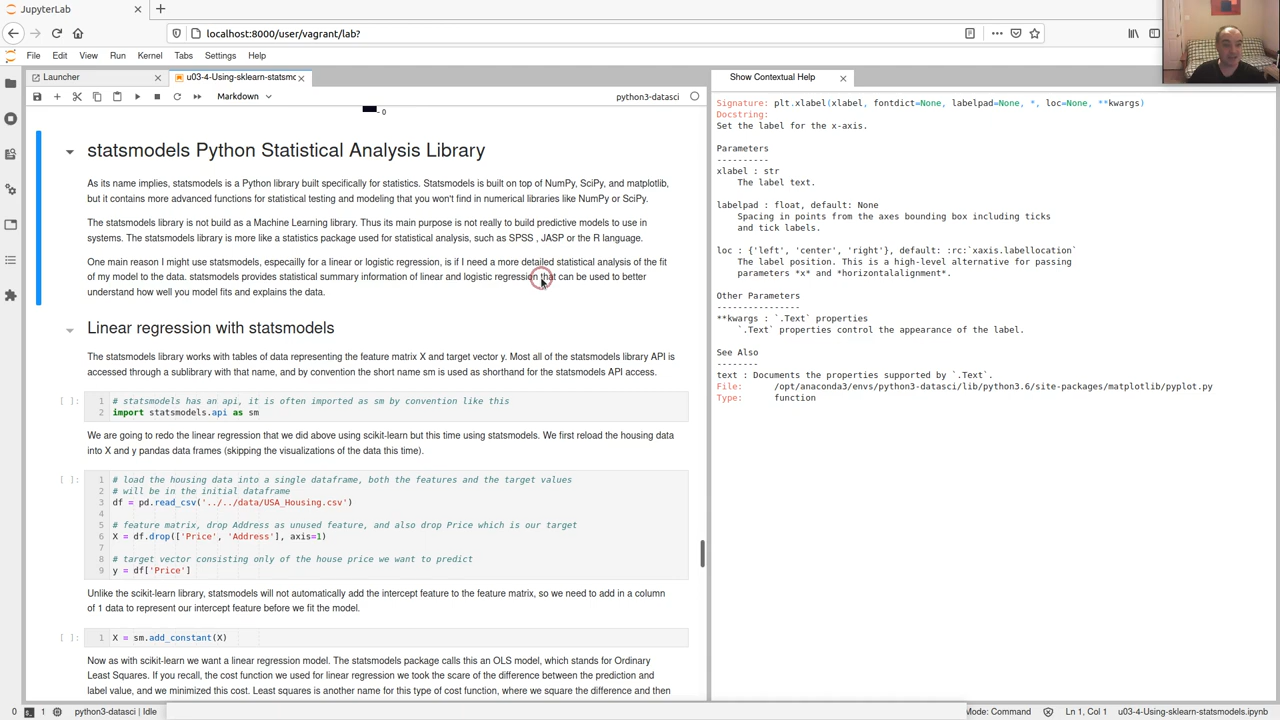 JupyterLab
localhost:8000/user/vagrant/lab?
File Edit View Run Kernel Tabs Settings Help
Launcher
u03-4-Using-sklearn-statsmo
Show Contextual Help
Markdown
python3-datasci
- 0
statsmodels Python Statistical Analysis Library
As its name implies, statsmodels is a Python library built specifically for statistics. Statsmodels is built on top of NumPy, SciPy, and matplotlib,
but it contains more advanced functions for statistical testing and modeling that you won't find in numerical libraries like NumPy or SciPy.
The statsmodels library is not build as a Machine Learning library. Thus its main purpose is not really to build predictive models to use in
systems. The statsmodels library is more like a statistics package used for statistical analysis, such as SPSS , JASP or the R language.
One main reason I might use statsmodels, especailly for a linear or logistic regression, is if I need a more detailed statistical analysis of the fit
of my model to the data. statsmodels provides statistical summary information of linear and logistic regression that can be used to better
understand how well you model fits and explains the data.
Linear regression with statsmodels
The statsmodels library works with tables of data representing the feature matrix X and target vector y. Most all of the statsmodels library API is
accessed through a sublibrary with that name, and by convention the short name sm is used as shorthand for the statsmodels API access.
[ ]: 1 # statsmodels has an api, it is often imported as sm by convention like this
2 import statsmodels.api as sm
We are going to redo the linear regression that we did above using scikit-learn but this time using statsmodels. We first reload the housing data
into X and y pandas data frames (skipping the visualizations of the data this time).
[ ]: 1 # load the housing data into a single dataframe, both the features and the target values
2 # will be in the initial dataframe
3 df = pd.read_csv('../../data/USA_Housing.csv')
4
5 # feature matrix, drop Address as unused feature, and also drop Price which is our target
6 X = df.drop(['Price', 'Address'], axis=1)
7
8 # target vector consisting only of the house price we want to predict
9 y = df['Price']
Unlike the scikit-learn library, statsmodels will not automatically add the intercept feature to the feature matrix, so we need to add in a column
of 1 data to represent our intercept feature before we fit the model.
[ ]: 1 X = sm.add_constant(X)
Now as with scikit-learn we want a linear regression model. The statsmodels package calls this an OLS model, which stands for Ordinary
Least Squares. If you recall, the cost function we used for linear regression we took the scare of the difference between the prediction and
label value, and we minimized this cost. Least squares is another name for this type of cost function, where we square the difference and then
Signature: plt.xlabel(xlabel, fontdict=None, labelpad=None, *, loc=None, **kwargs)
Docstring:
Set the label for the x-axis.
Parameters
----------
xlabel : str
The label text.
labelpad : float, default: None
Spacing in points from the axes bounding box including ticks
and tick labels.
loc : {'left', 'center', 'right'}, default: :rc:`xaxis.labellocation`
The label position. This is a high-level alternative for passing
parameters *x* and *horizontalalignment*.
Other Parameters
----------------
**kwargs : `.Text` properties
`.Text` properties control the appearance of the label.
See Also
--------
text : Documents the properties supported by `.Text`.
File: /opt/anaconda3/envs/python3-datasci/lib/python3.6/site-packages/matplotlib/pyplot.py
Type: function
0 1 python3-datasci | Idle
Mode: Command Ln 1, Col 1 u03-4-Using-sklearn-statsmodels.ipynb